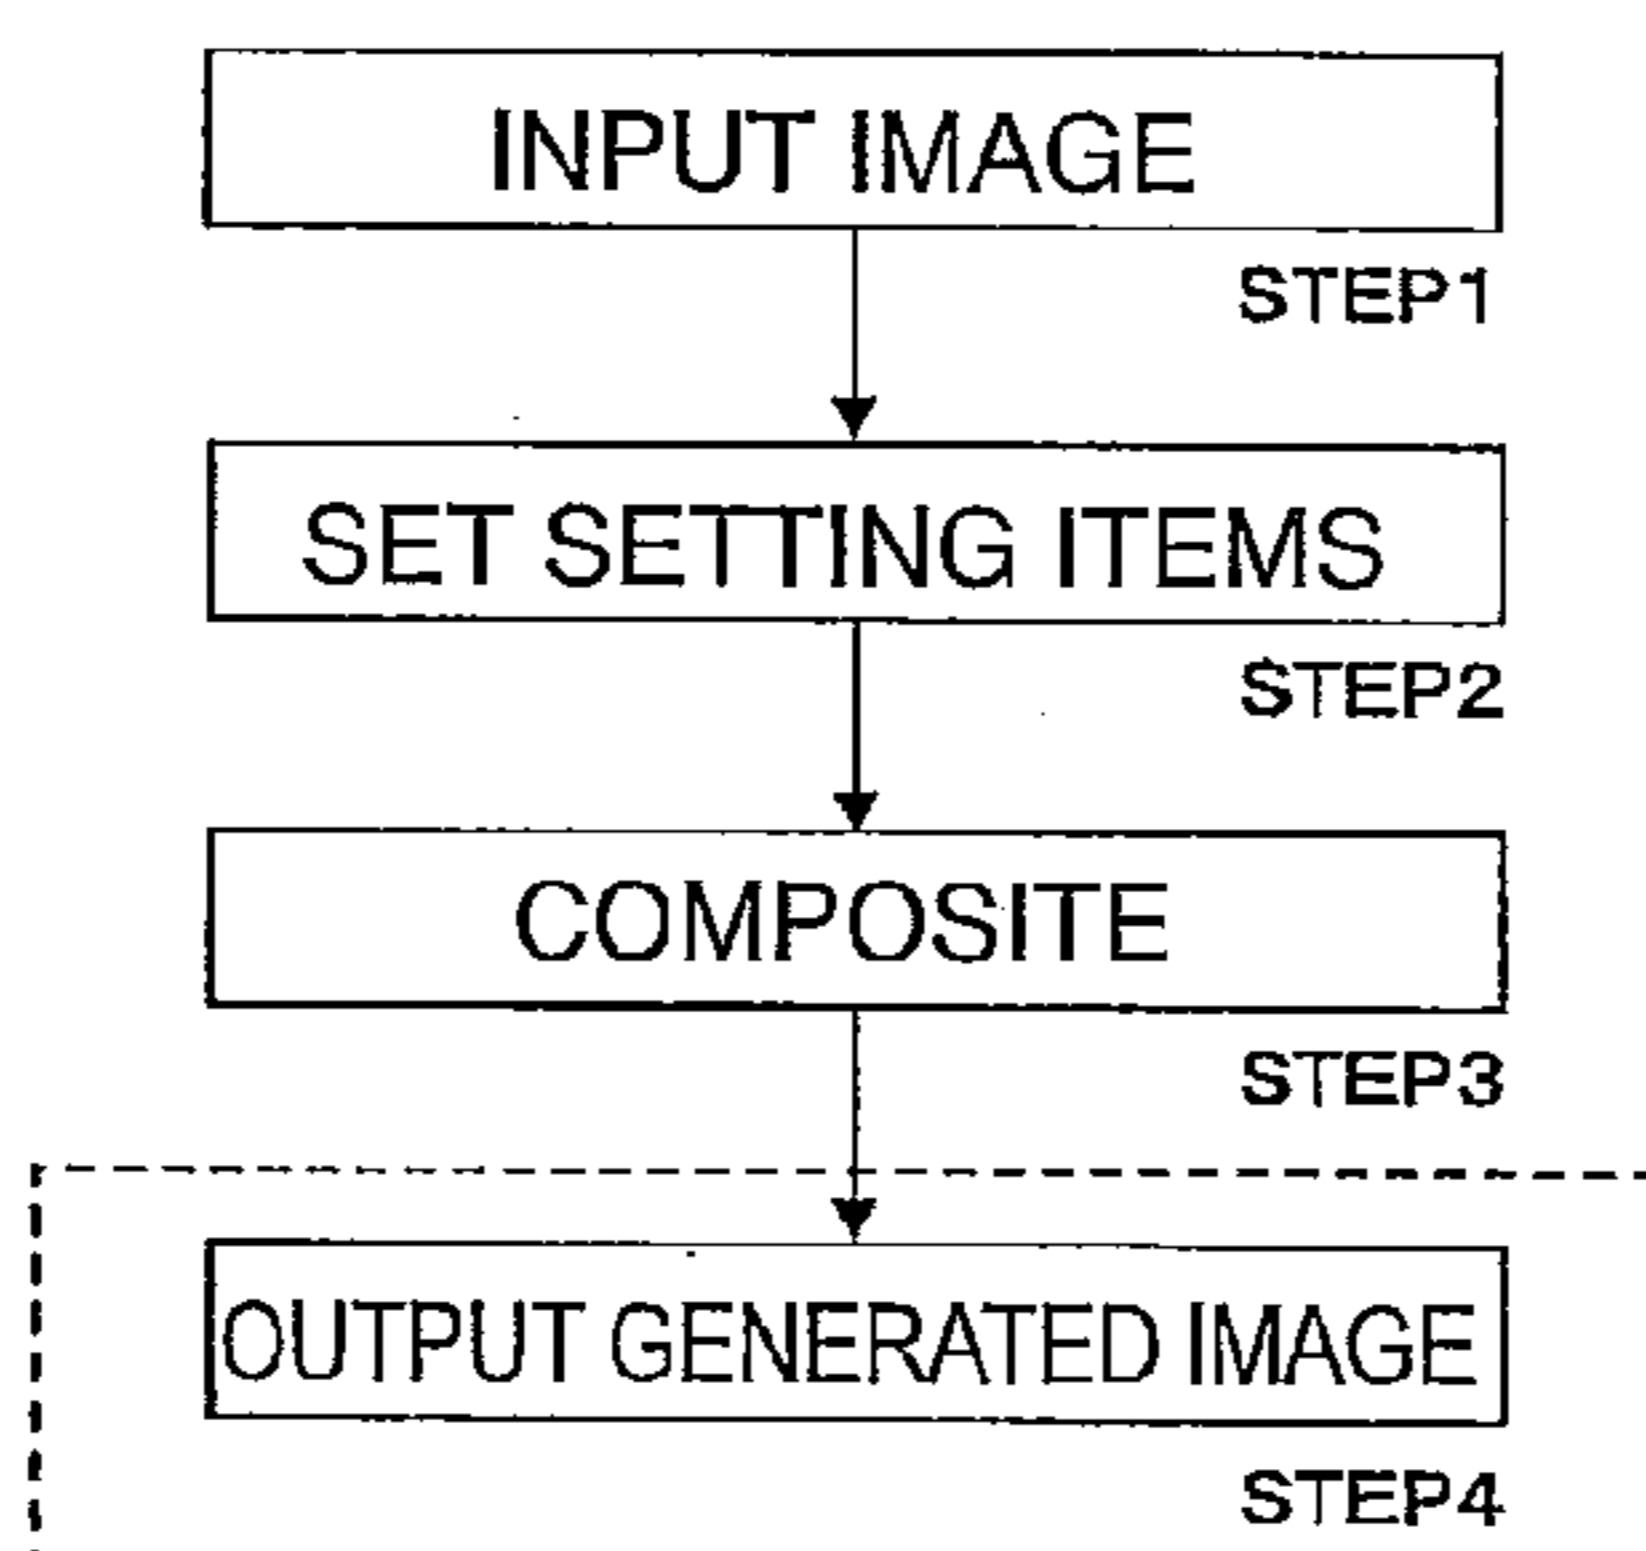 INPUT IMAGE
STEP1
SET SETTING ITEMS
STEP2
COMPOSITE
STEP3
OUTPUT GENERATED IMAGE
STEP4